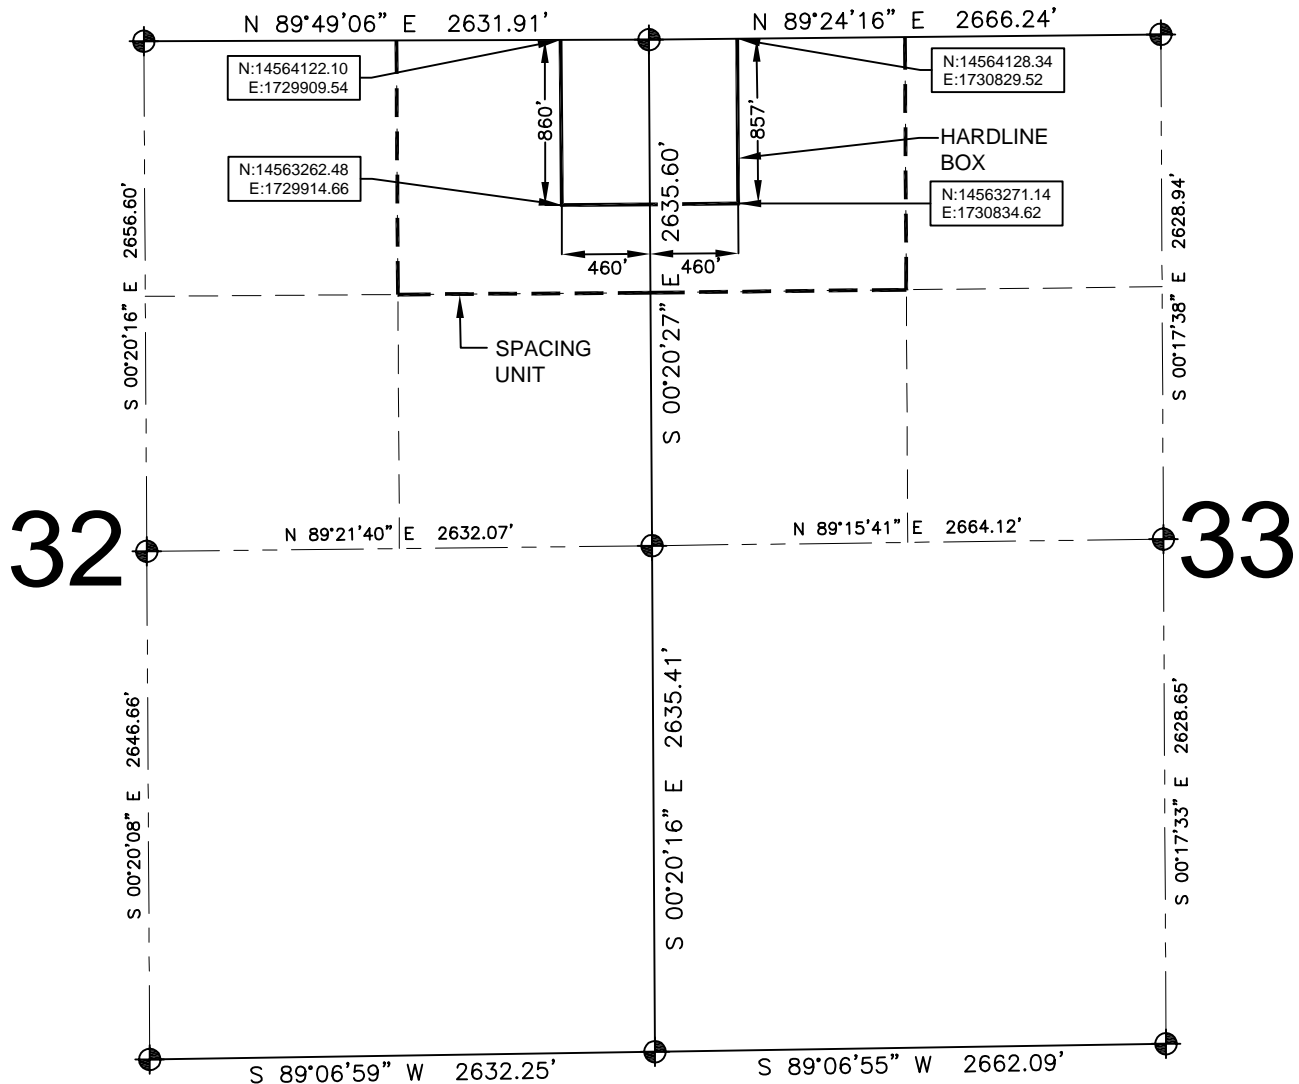 N 89°49'06" E 2631.91'
N 89°24'16" E 2666.24'
N:14564122.10
E:1729909.54
N:14564128.34
E:1730829.52
860'
857'
HARDLINE
BOX
N:14563262.48
E:1729914.66
N:14563271.14
E:1730834.62
460'
460'
S 00°20'16" E 2656.60'
S 00°20'27" E 2635.60'
S 00°17'38" E 2628.94'
SPACING
UNIT
32
N 89°21'40" E 2632.07'
N 89°15'41" E 2664.12'
33
S 00°20'08" E 2646.66'
S 00°20'16" E 2635.41'
S 00°17'33" E 2628.65'
S 89°06'59" W 2632.25'
S 89°06'55" W 2662.09'